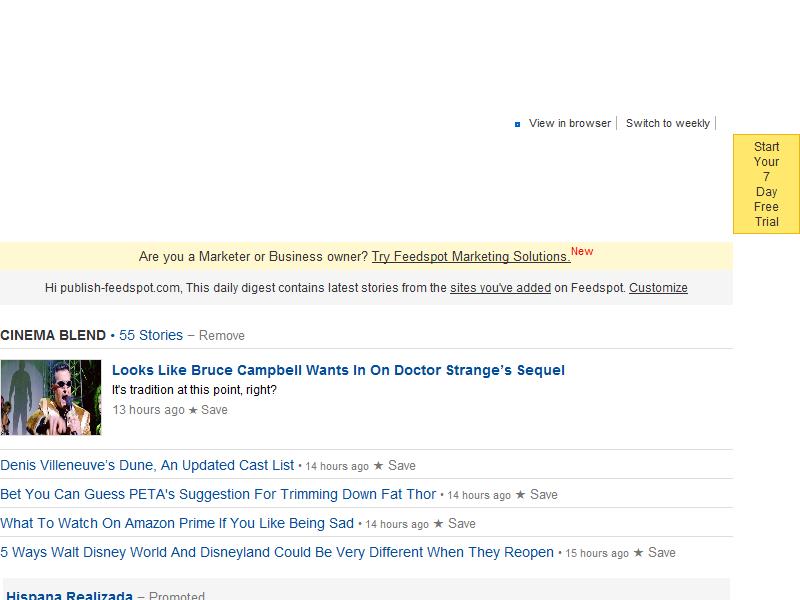 View in browser | Switch to weekly |
Start
Your
7
Day
Free
Trial
Are you a Marketer or Business owner? Try Feedspot Marketing Solutions. New
Hi publish-feedspot.com, This daily digest contains latest stories from the sites you've added on Feedspot. Customize
CINEMA BLEND • 55 Stories – Remove
Looks Like Bruce Campbell Wants In On Doctor Strange’s Sequel
It's tradition at this point, right?
13 hours ago ★ Save
Denis Villeneuve’s Dune, An Updated Cast List • 14 hours ago ★ Save
Bet You Can Guess PETA's Suggestion For Trimming Down Fat Thor • 14 hours ago ★ Save
What To Watch On Amazon Prime If You Like Being Sad • 14 hours ago ★ Save
5 Ways Walt Disney World And Disneyland Could Be Very Different When They Reopen • 15 hours ago ★ Save
Hispana Realizada – Promoted